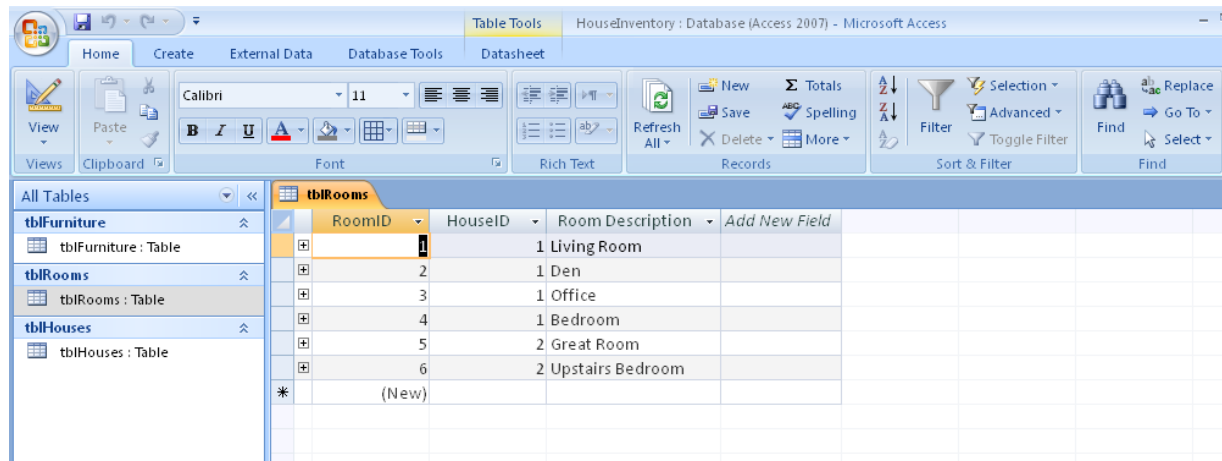 Table Tools HouseInventory : Database (Access 2007) - Microsoft Access
Home Create External Data Database Tools Datasheet
View
Paste
Calibri 11
B I U A
Refresh All
New
Save
Delete
Σ Totals
Spelling
More
Filter
Selection
Advanced
Toggle Filter
Find
Replace
Go To
Select
Views Clipboard Font Rich Text Records Sort & Filter Find
All Tables
tblFurniture
tblFurniture : Table
tblRooms
tblRooms : Table
tblHouses
tblHouses : Table
tblRooms
RoomID HouseID Room Description Add New Field
1 1 Living Room
2 1 Den
3 1 Office
4 1 Bedroom
5 2 Great Room
6 2 Upstairs Bedroom
* (New)